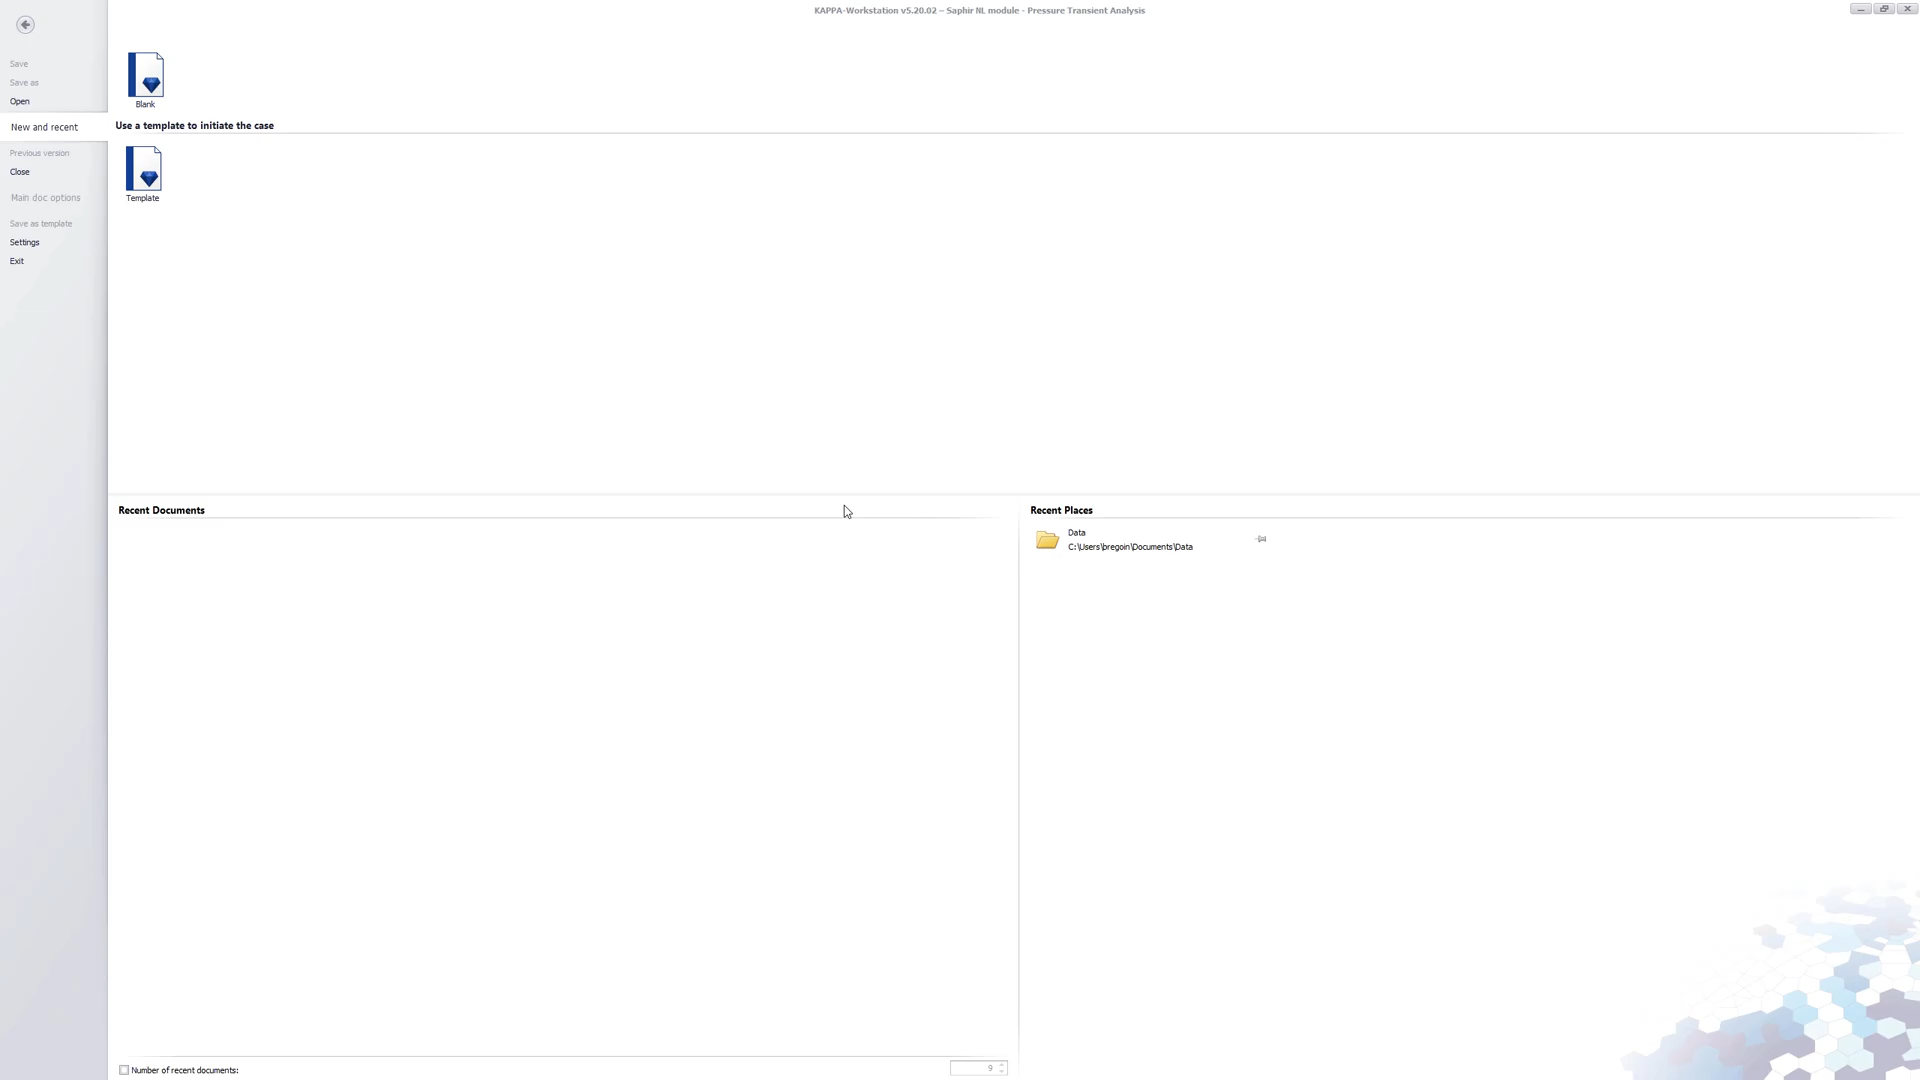 KAPPA-Workstation v5.20.02 – Saphir NL module - Pressure Transient Analysis
Save
Save as
Open
New and recent
Previous version
Close
Main doc options
Save as template
Settings
Exit
Blank
Use a template to initiate the case
Template
Recent Documents
Number of recent documents:
9
Recent Places
Data
C:\Users\bregoin\Documents\Data